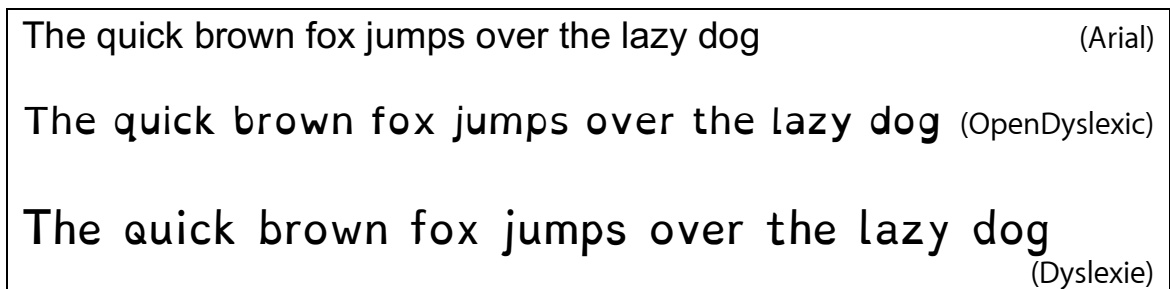 The quick brown fox jumps over the lazy dog (Arial)
The quick brown fox jumps over the lazy dog (OpenDyslexic)
The quick brown fox jumps over the lazy dog
(Dyslexie)